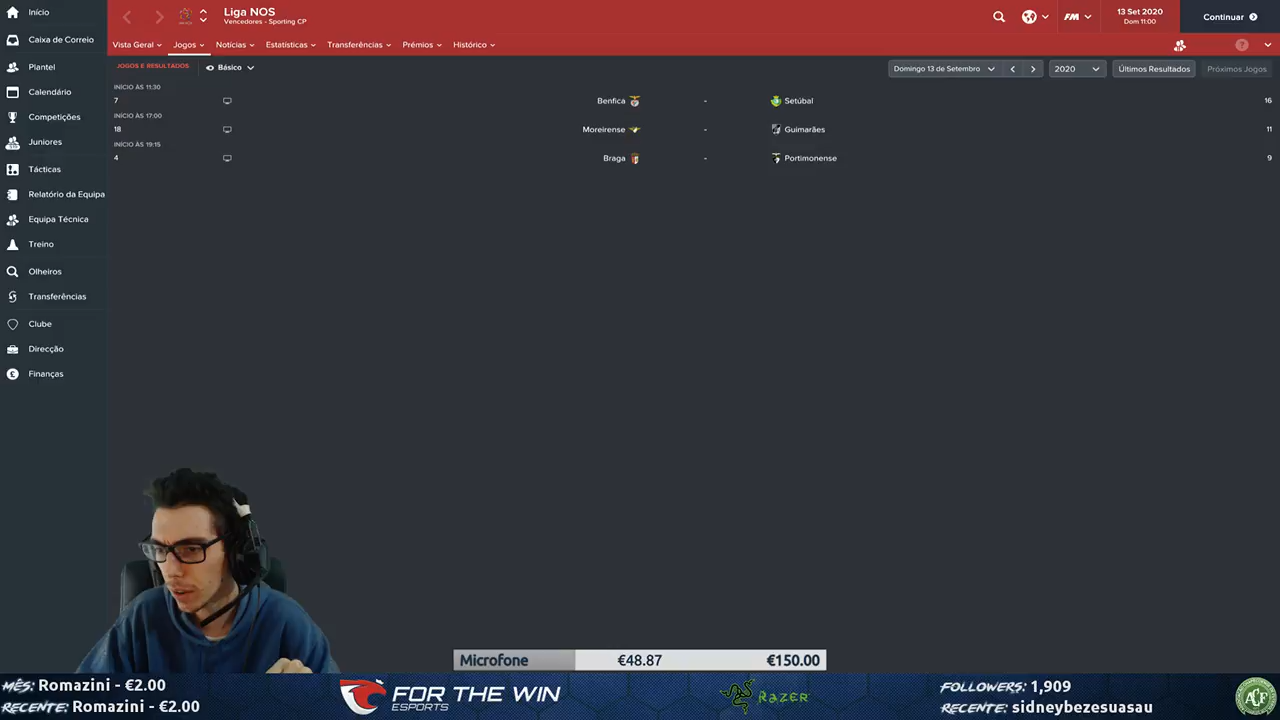 Início
Caixa de Correio
Plantel
Calendário
Competições
Juniores
Tácticas
Relatório da Equipa
Equipa Técnica
Treino
Olheiros
Transferências
Clube
Direcção
Finanças
Liga NOS
Vencedores - Sporting CP
FM
13 Set 2020
Dom 11:00
Continuar
Vista Geral
Jogos
Notícias
Estatísticas
Transferências
Prémios
Histórico
?
JOGOS E RESULTADOS
Básico
Domingo 13 de Setembro
2020
Últimos Resultados
Próximos Jogos
INÍCIO ÀS 11:30
7 Benfica - Setúbal 16
INÍCIO ÀS 17:00
18 Moreirense - Guimarães 11
INÍCIO ÀS 19:15
4 Braga - Portimonense 9
Microfone €48.87 €150.00
MÊS: Romazini - €2.00
RECENTE: Romazini - €2.00
FOR THE WIN
ESPORTS
RAZER
FOLLOWERS: 1,909
RECENTE: sidneybezesuasau
ACF